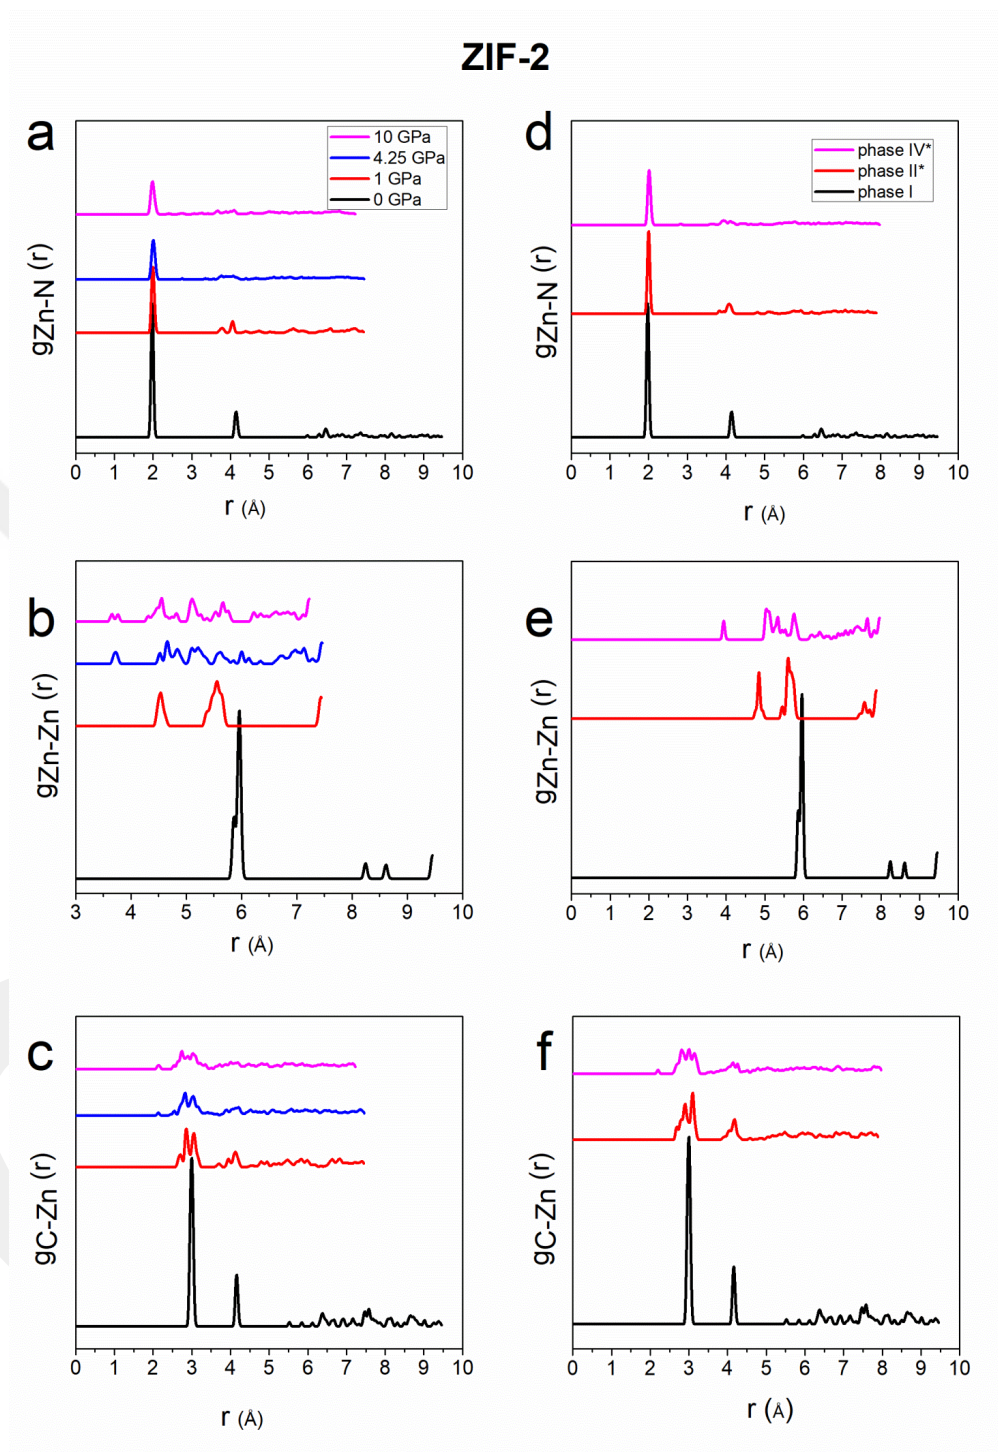 ZIF-2
a
10 GPa
4.25 GPa
1 GPa
0 GPa
gZn-N (r)
0 1 2 3 4 5 6 7 8 9 10
r (Å)
d
phase IV*
phase II*
phase I
gZn-N (r)
0 1 2 3 4 5 6 7 8 9 10
r (Å)
b
gZn-Zn (r)
3 4 5 6 7 8 9 10
r (Å)
e
gZn-Zn (r)
0 1 2 3 4 5 6 7 8 9 10
r (Å)
c
gC-Zn (r)
0 1 2 3 4 5 6 7 8 9 10
r (Å)
f
gC-Zn (r)
0 1 2 3 4 5 6 7 8 9 10
r (Å)